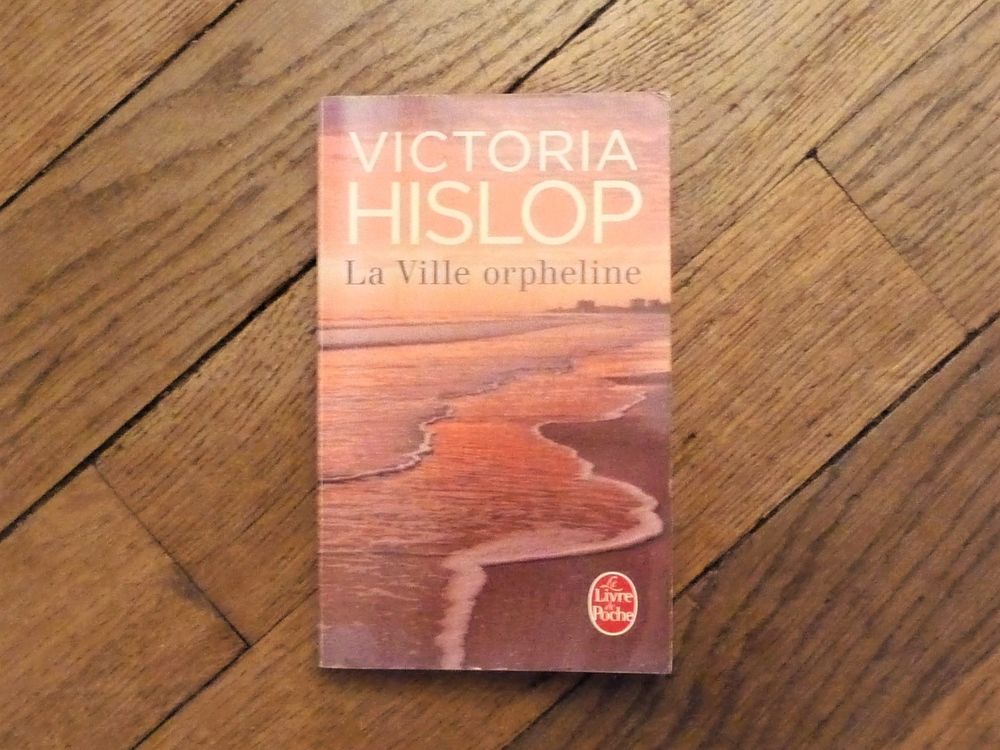 VICTORIA
HISLOP
La Ville orpheline
Le
Livre
de
Poche